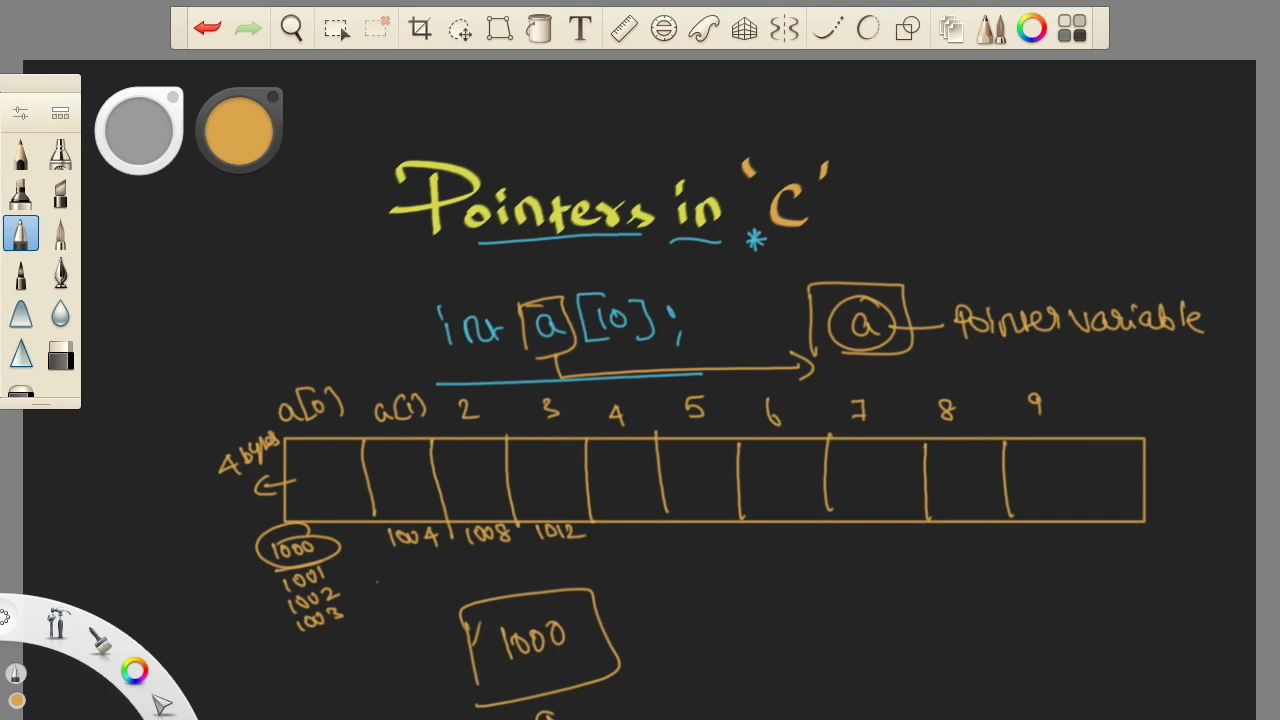 Pointers in 'C'
*
int a[10];
a
Pointer variable
a[0] a(1) 2 3 4 5 6 7 8 9
4 bytes
1000 1004 1008 1012
1001
1002
1003
1000
a